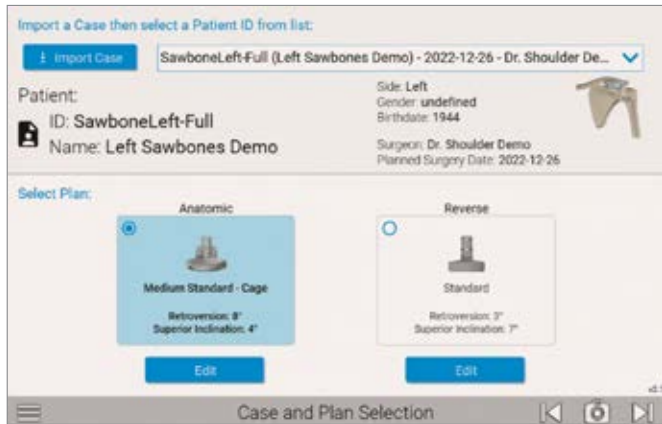 Import a Case then select a Patient ID from list:
Import Case
SawboneLeft-Full (Left Sawbones Demo) - 2022-12-26 - Dr. Shoulder De...
Patient:
ID: SawboneLeft-Full
Name: Left Sawbones Demo
Side: Left
Gender: undefined
Birthdate: 1944
Surgeon: Dr. Shoulder Demo
Planned Surgery Date: 2022-12-26
Select Plan:
Anatomic
Medium Standard - Cage
Retroversion: 8°
Superior Inclination: 4°
Edit
Reverse
Standard
Retroversion: 3°
Superior Inclination: 7°
Edit
Case and Plan Selection